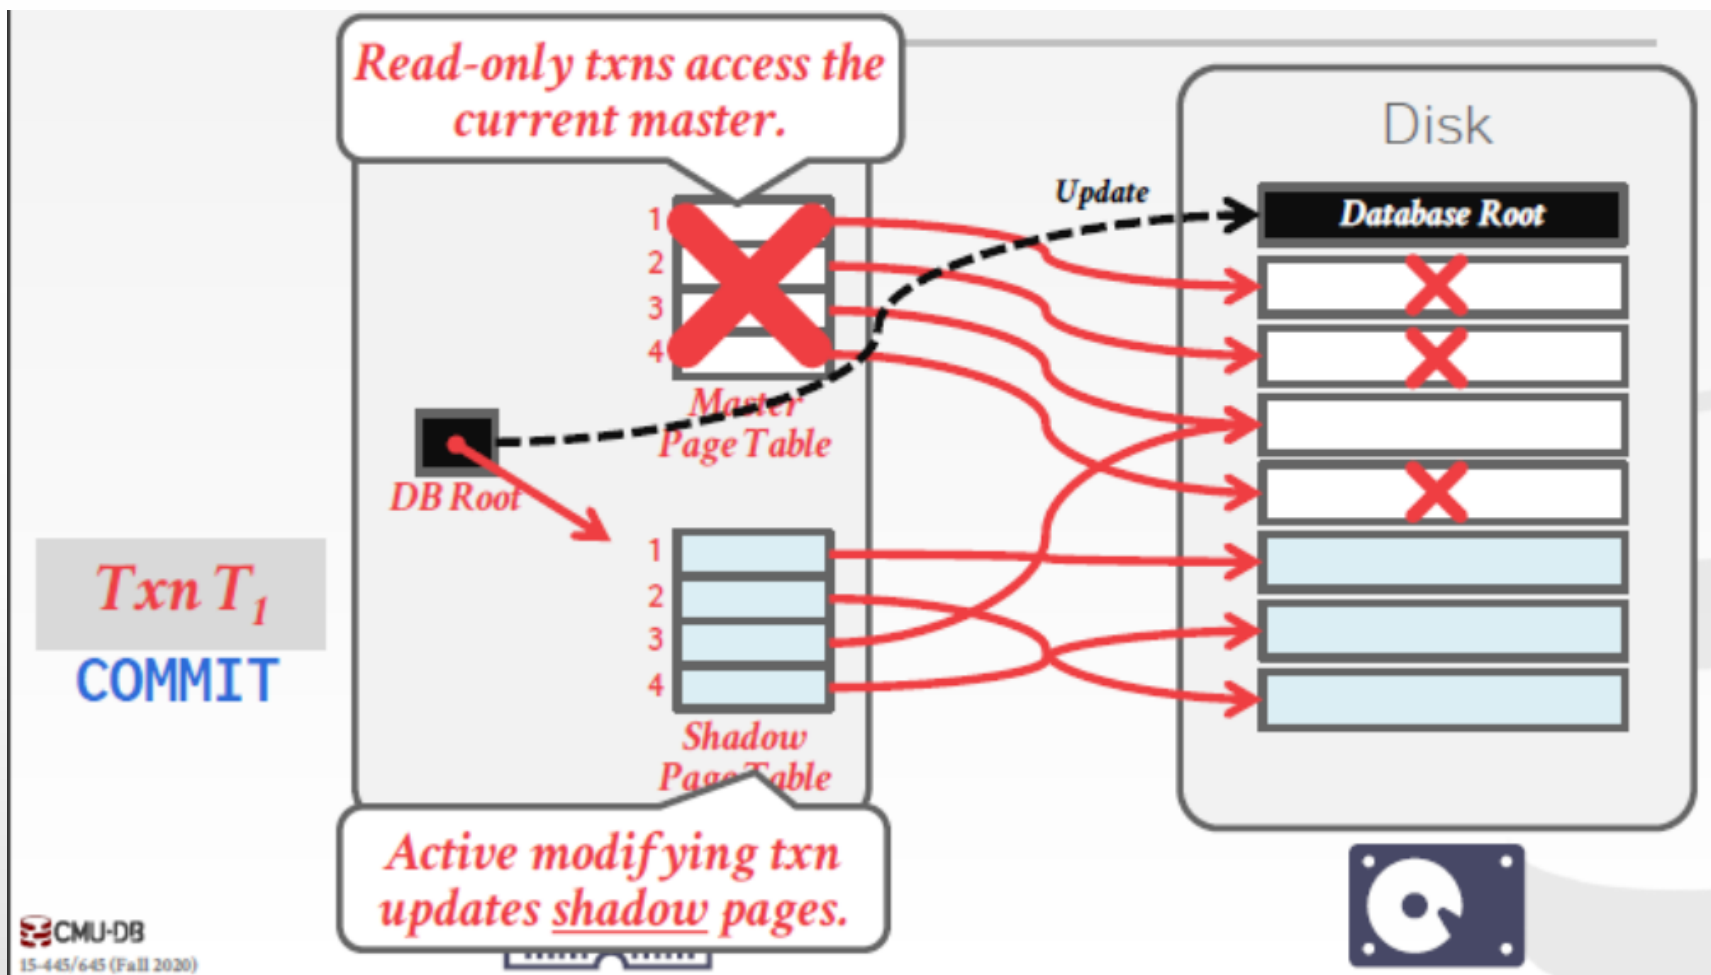 Read-only txns access the
current master.
Disk
Update
Database Root
1
2
3
4
Master
Page Table
DB Root
Txn T1
COMMIT
1
2
3
4
Shadow
Page Table
Active modifying txn
updates shadow pages.
CMU-DB
15-445/645 (Fall 2020)